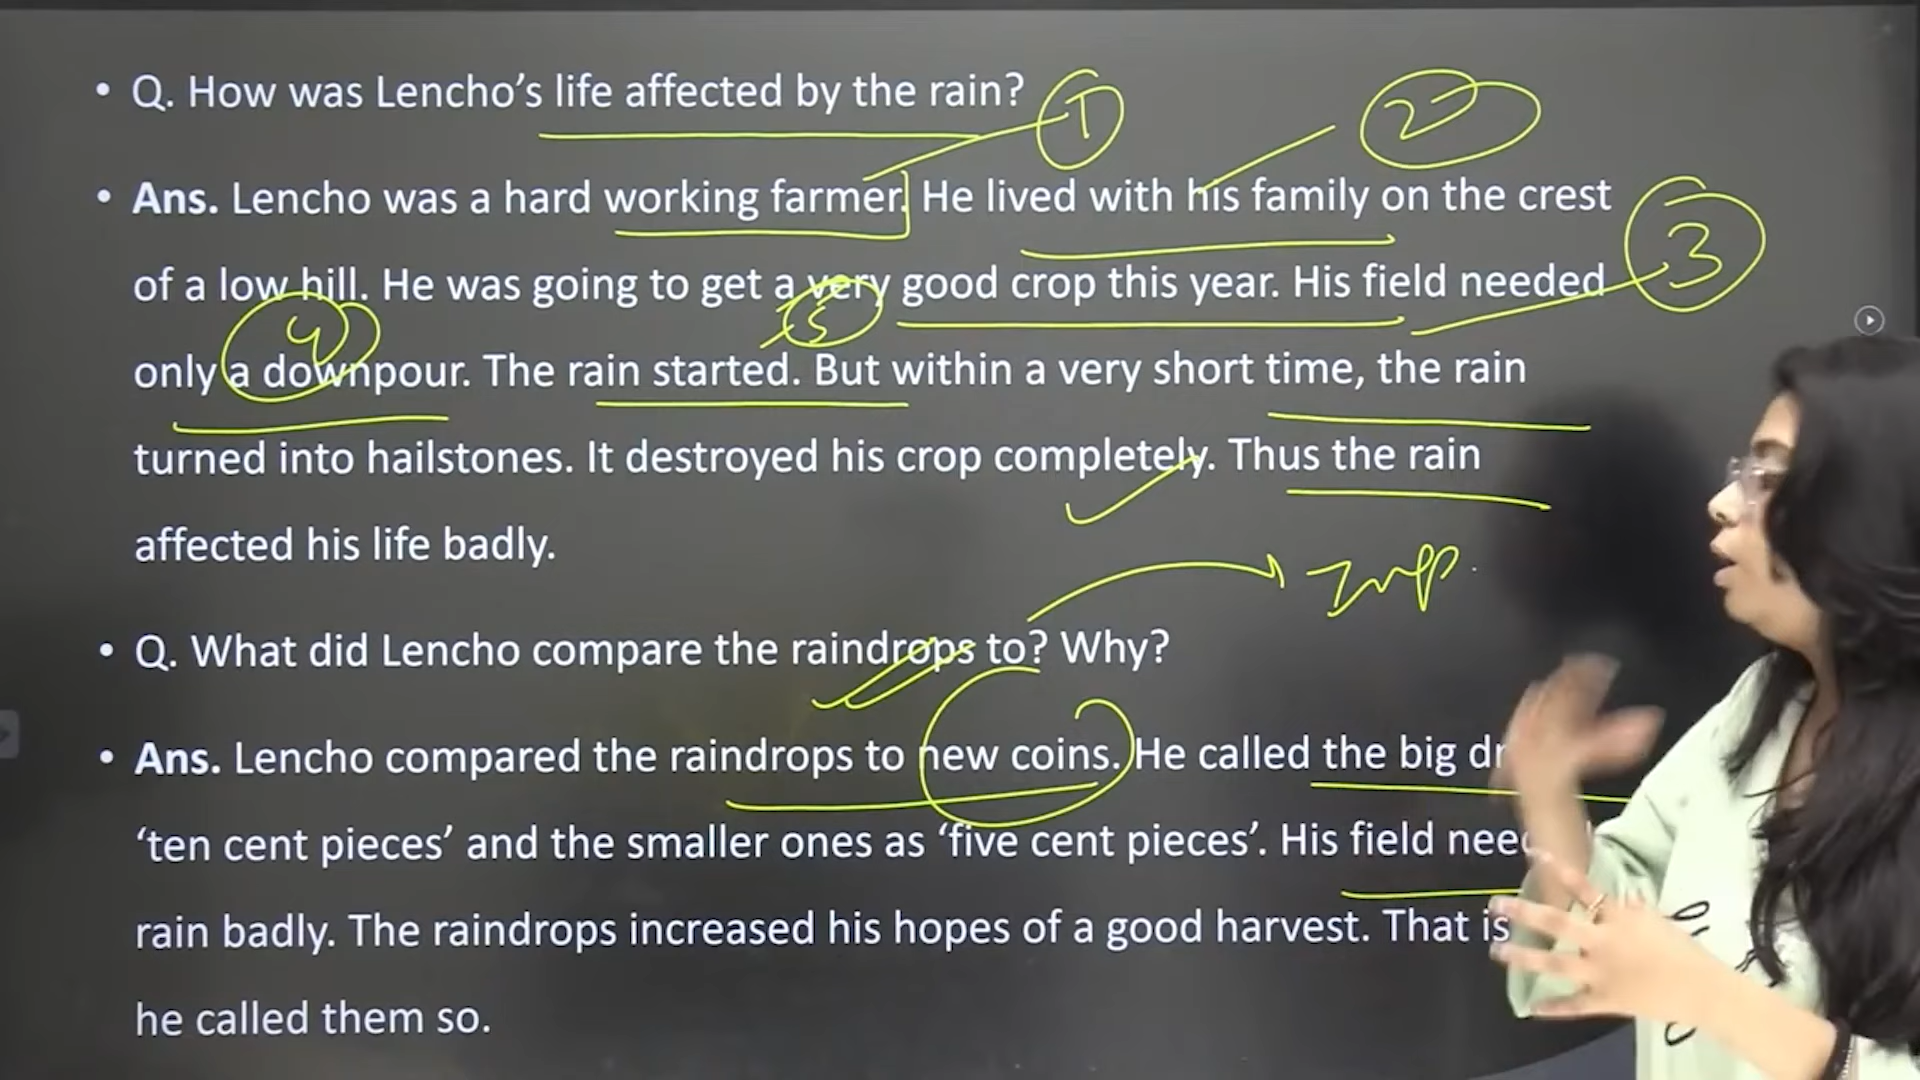 • Q. How was Lencho's life affected by the rain?
1
2
• Ans. Lencho was a hard working farmer. He lived with his family on the crest
3
of a low hill. He was going to get a very good crop this year. His field needed
4
5
only a downpour. The rain started. But within a very short time, the rain
turned into hailstones. It destroyed his crop completely. Thus the rain
affected his life badly.
Imp
• Q. What did Lencho compare the raindrops to? Why?
• Ans. Lencho compared the raindrops to new coins. He called the big
'ten cent pieces' and the smaller ones as 'five cent pieces'. His field
rain badly. The raindrops increased his hopes of a good harvest. That is
he called them so.